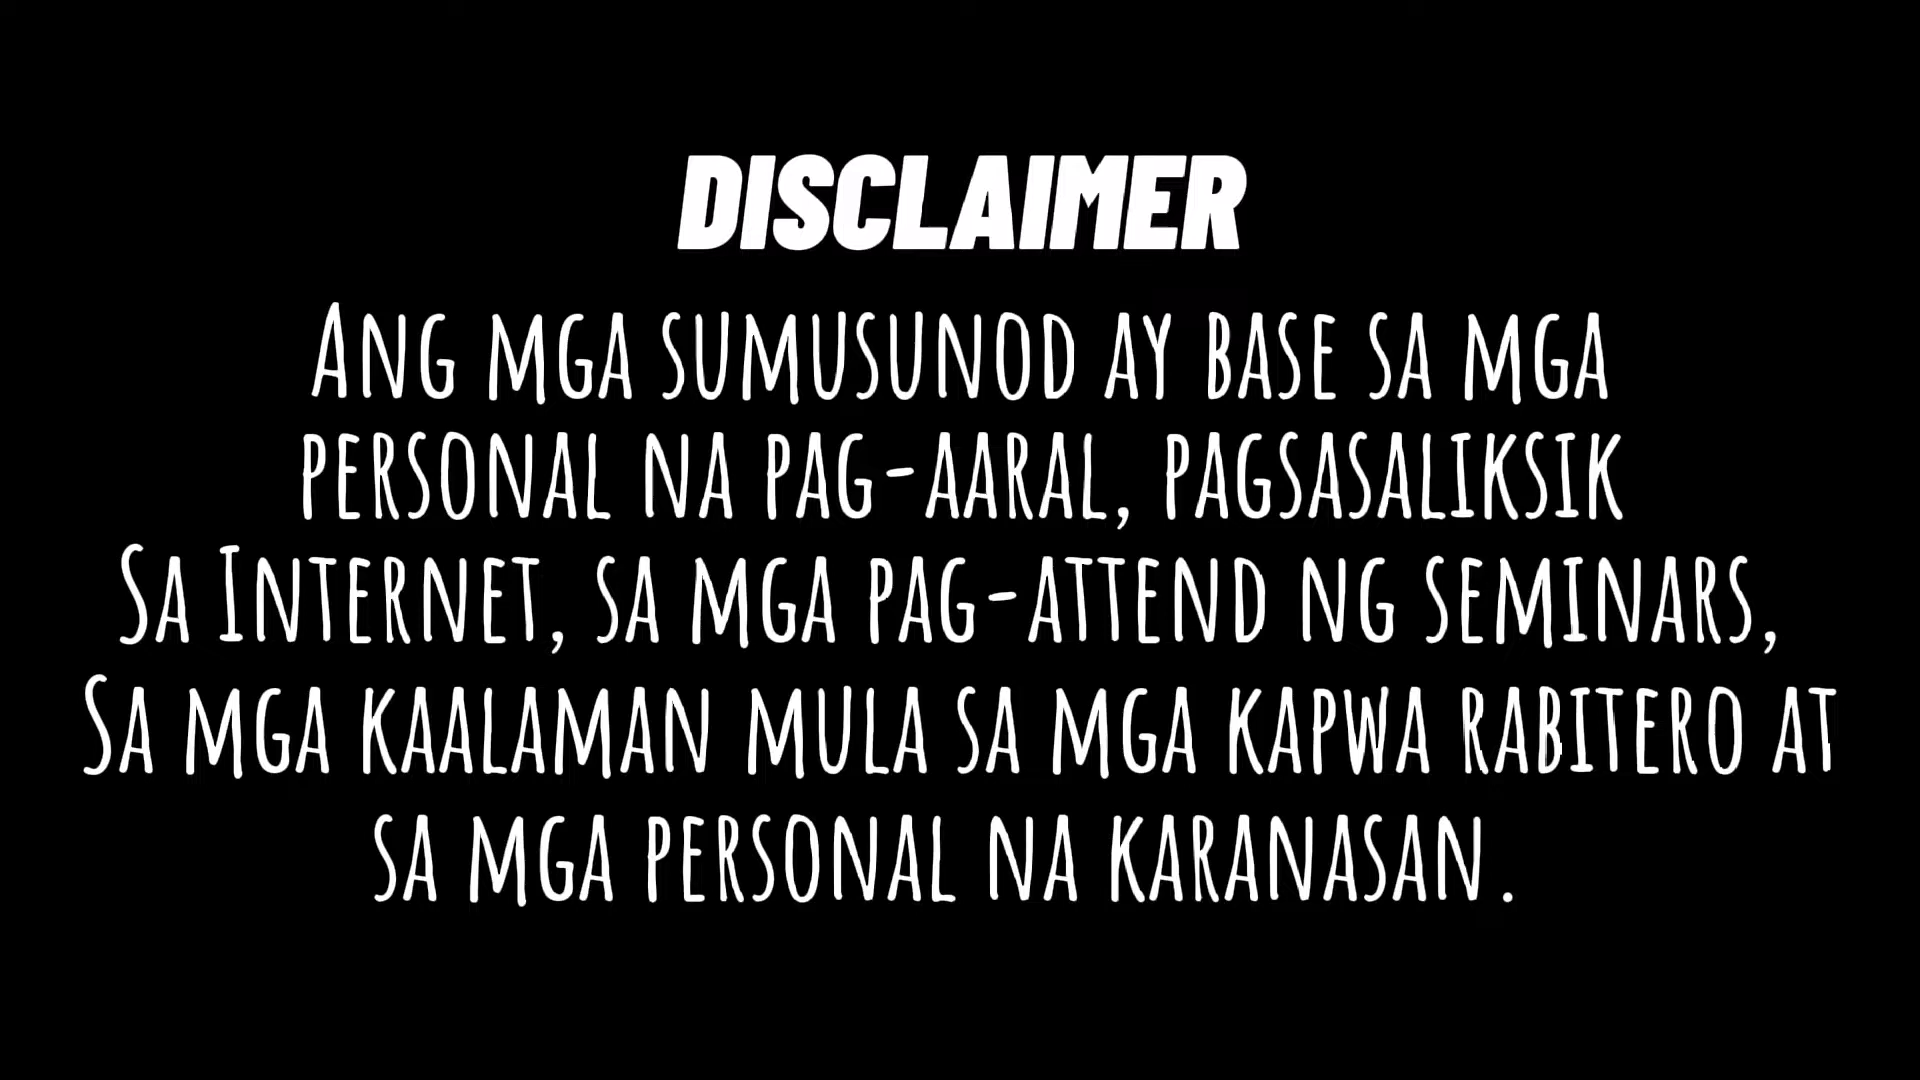 DISCLAIMER
Ang mga sumusunod ay base sa mga
personal na pag-aaral, pagsasaliksik
Sa Internet, sa mga pag-attend ng seminars,
Sa mga kaalaman mula sa mga kapwa rabitero at
sa mga personal na karanasan.